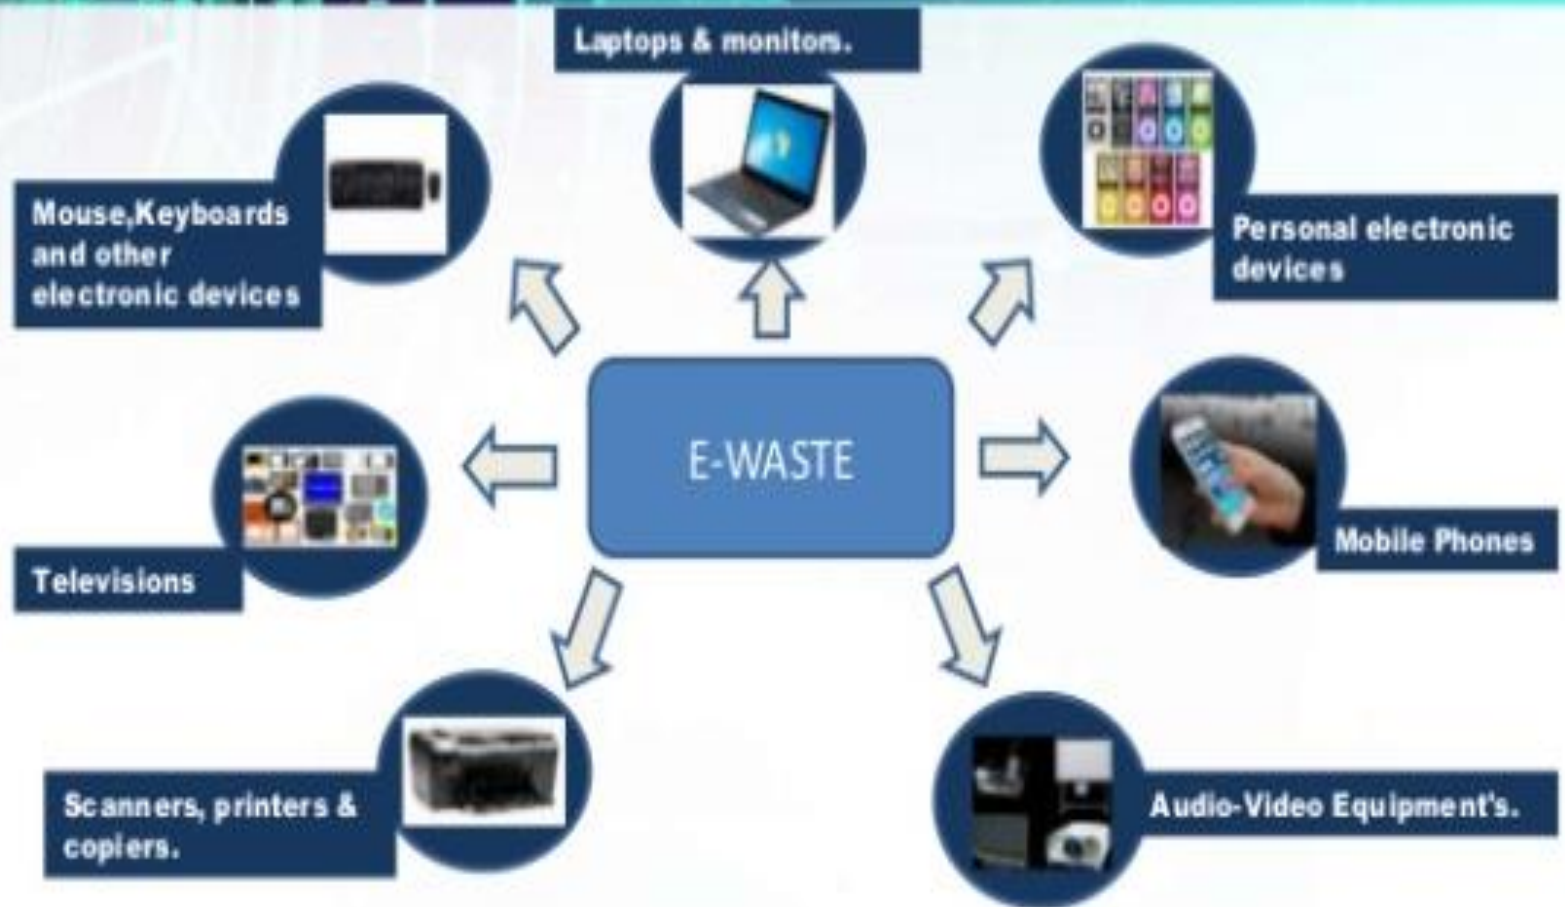 Laptops & monitors.
Mouse,Keyboards
and other
electronic devices
Personal electronic
devices
E-WASTE
Mobile Phones
Televisions
Scanners, printers &
copiers.
Audio-Video Equipment's.